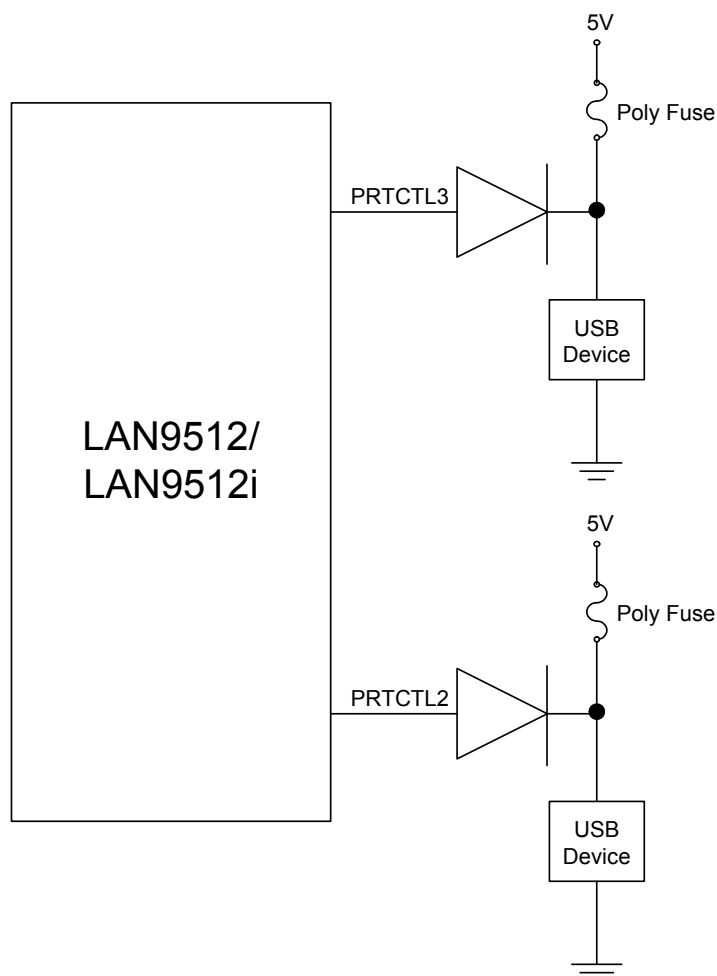 5V
Poly Fuse
PRTCTL3
USB
Device
LAN9512/
LAN9512i
5V
Poly Fuse
PRTCTL2
USB
Device